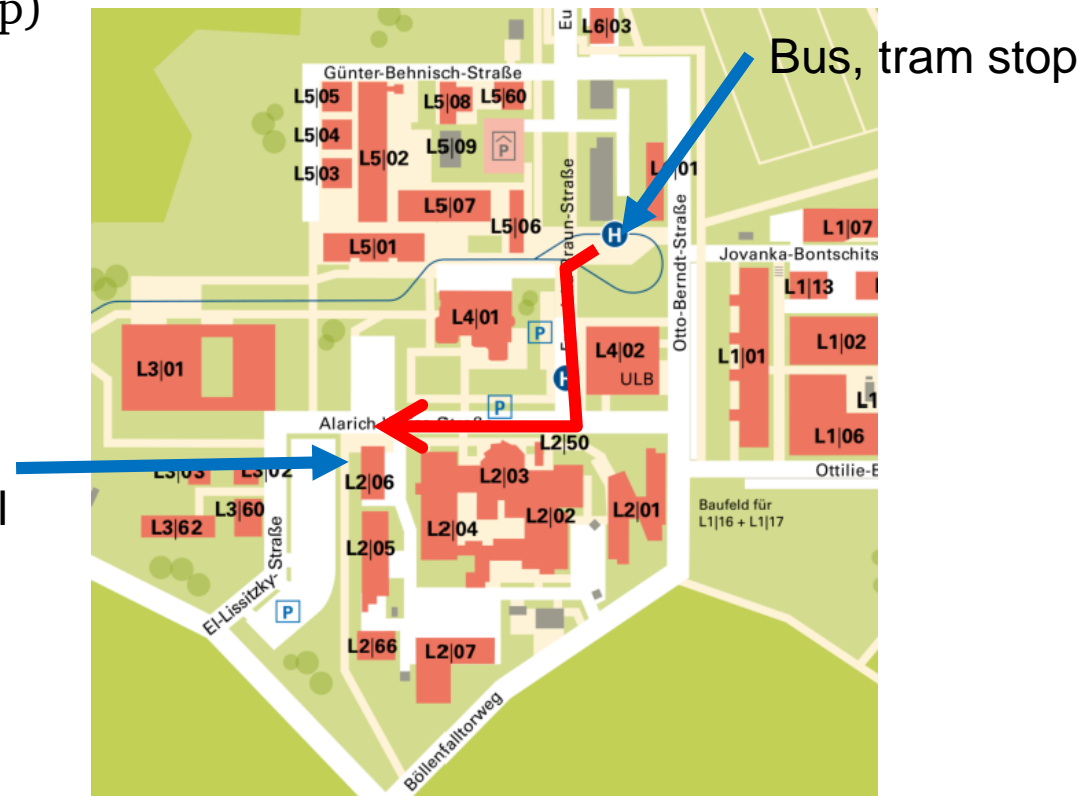 p)
Eu
L6|03
Bus, tram stop
Günter-Behnisch-Straße
L5|05
L5|08
L5|60
L5|04
L5|02
L5|09
P
L5|03
01
L5|07
L5|06
Braun-Straße
H
L1|07
L5|01
Otto-Berndt-Straße
Jovanka-Bontschits
L1|13
L4|01
P
L4|02
ULB
L1|01
L1|02
L3|01
H
P
L1
Alarich-
L1|06
L2|50
L3|03
L3|02
L2|03
Ottilie-E
L2|06
l
L3|60
L3|62
L2|04
L2|02
L2|01
Baufeld für
L1|16 + L1|17
L2|05
El-Lissitzky-Straße
P
L2|66
L2|07
Böllenfalltorweg